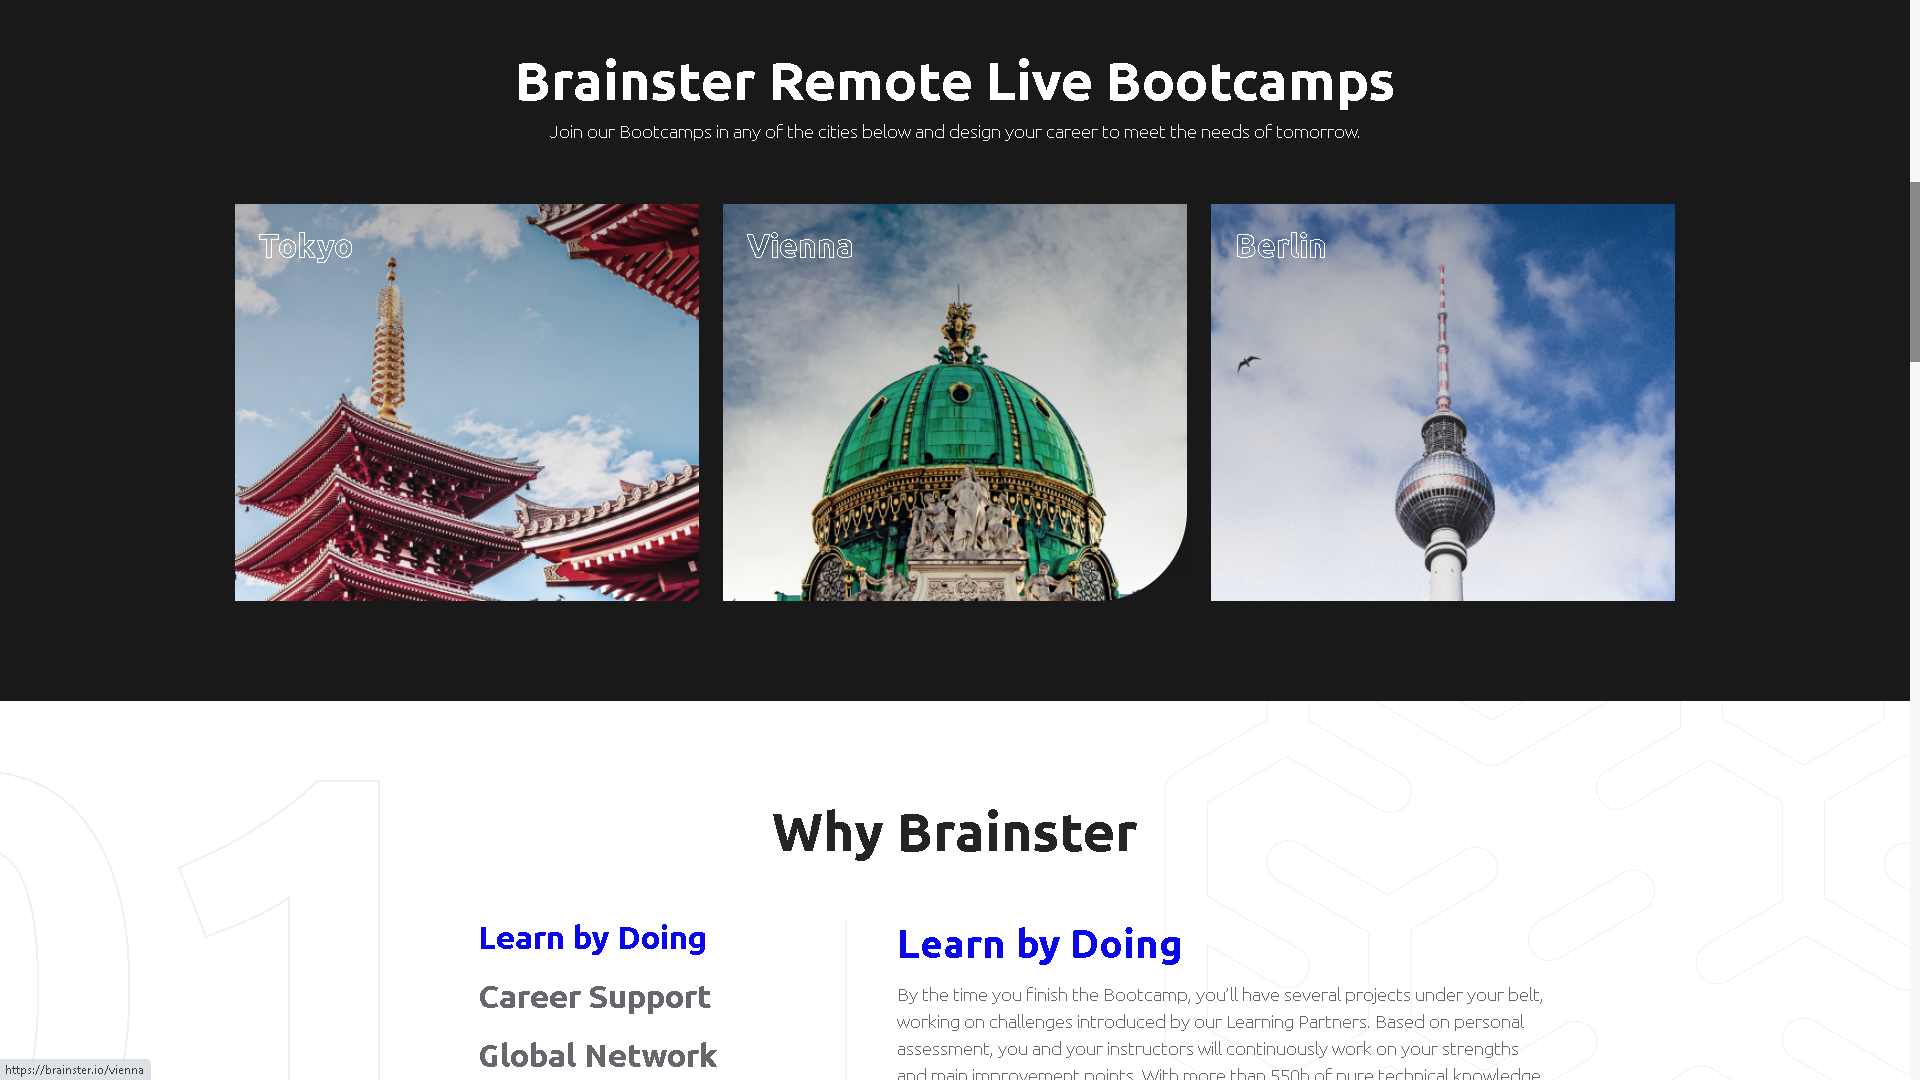 Brainster Remote Live Bootcamps
Join our Bootcamps in any of the cities below and design your career to meet the needs of tomorrow.
Tokyo
Vienna
Berlin
01
Why Brainster
Learn by Doing
Career Support
Global Network
Learn by Doing
By the time you finish the Bootcamp, you'll have several projects under your belt,
working on challenges introduced by our Learning Partners. Based on personal
assessment, you and your instructors will continuously work on your strengths
and main improvement points. With more than 550h of pure technical knowledge
https://brainster.io/vienna